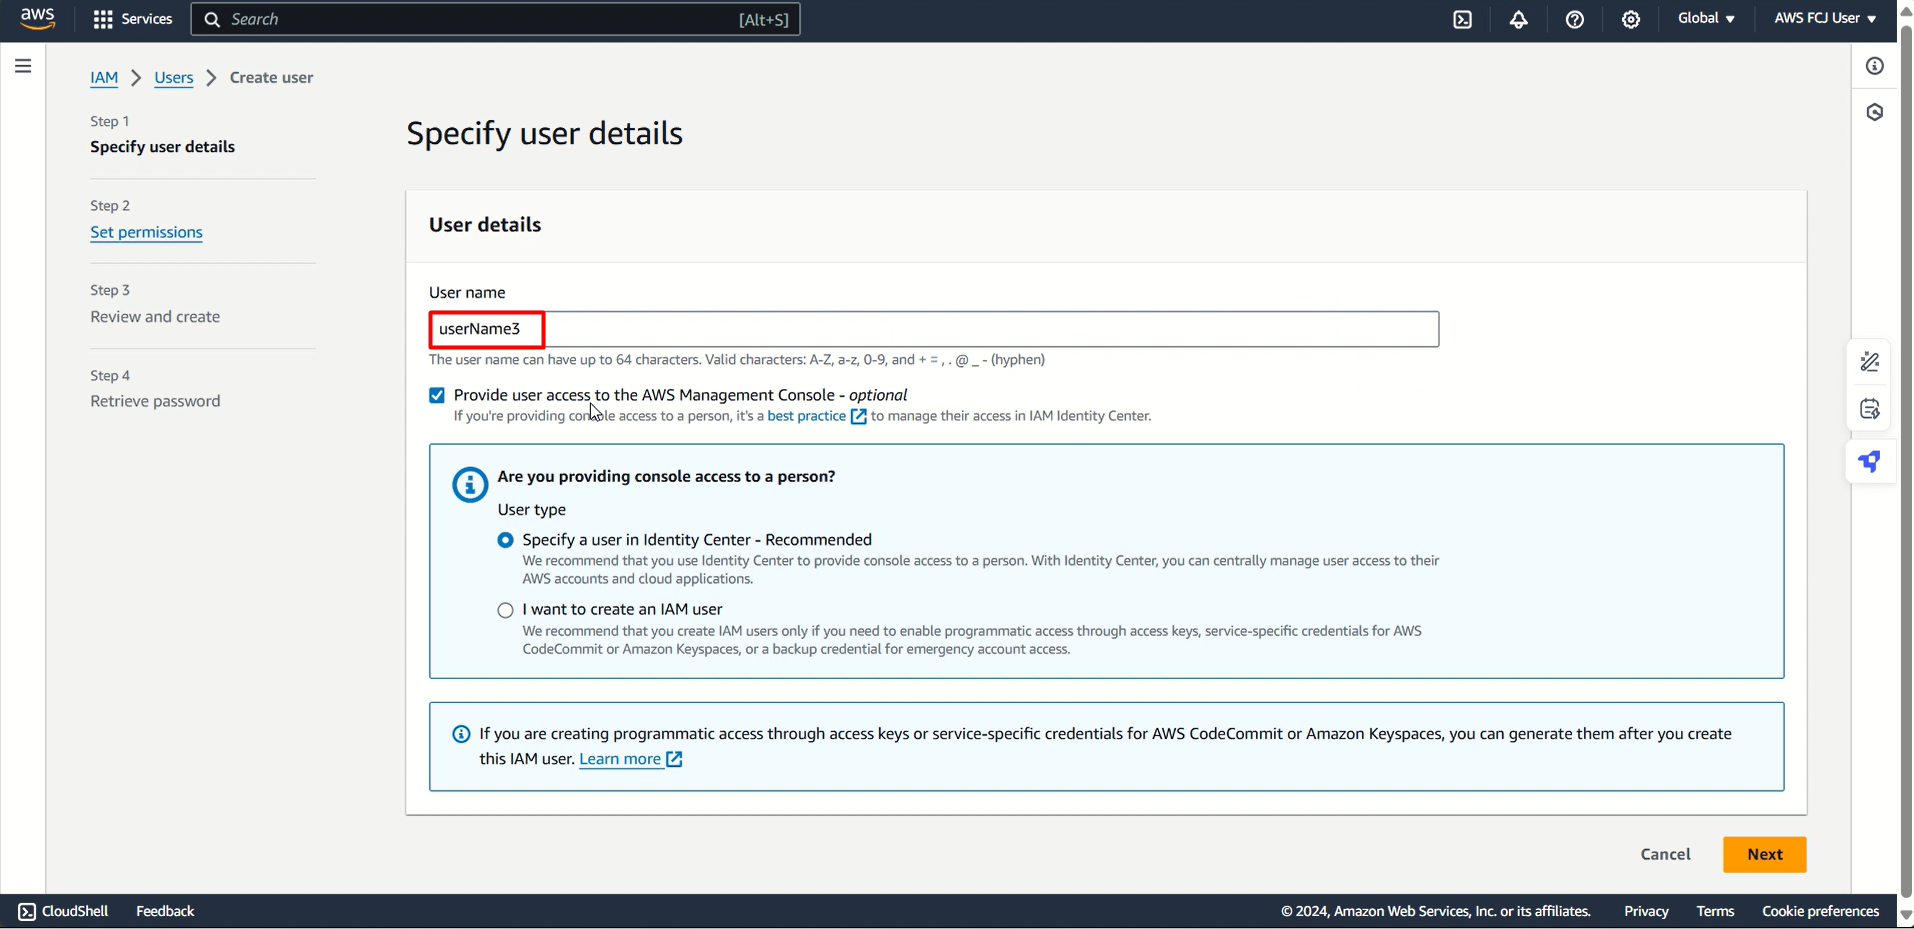 aws
Services
Search
[Alt+S]
Global
AWS FCJ User
IAM
Users
Create user
Step 1
Specify user details
Step 2
Set permissions
Step 3
Review and create
Step 4
Retrieve password
Specify user details
User details
User name
userName3
The user name can have up to 64 characters. Valid characters: A-Z, a-z, 0-9, and + = , . @ _ - (hyphen)
Provide user access to the AWS Management Console - optional
If you're providing console access to a person, it's a best practice to manage their access in IAM Identity Center.
Are you providing console access to a person?
User type
Specify a user in Identity Center - Recommended
We recommend that you use Identity Center to provide console access to a person. With Identity Center, you can centrally manage user access to their
AWS accounts and cloud applications.
I want to create an IAM user
We recommend that you create IAM users only if you need to enable programmatic access through access keys, service-specific credentials for AWS
CodeCommit or Amazon Keyspaces, or a backup credential for emergency account access.
If you are creating programmatic access through access keys or service-specific credentials for AWS CodeCommit or Amazon Keyspaces, you can generate them after you create
this IAM user. Learn more
Cancel
Next
CloudShell
Feedback
© 2024, Amazon Web Services, Inc. or its affiliates.
Privacy
Terms
Cookie preferences